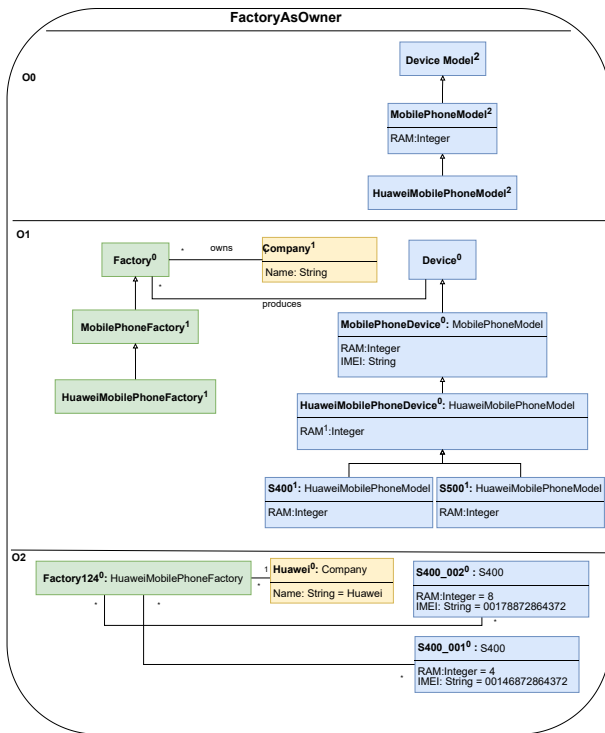 FactoryAsOwner
O0
Device Model²
MobilePhoneModel²
RAM:Integer
HuaweiMobilePhoneModel²
O1
Factory⁰
*
owns
*
Company¹
Name: String
Device⁰
*
produces
MobilePhoneFactory¹
HuaweiMobilePhoneFactory¹
MobilePhoneDevice⁰: MobilePhoneModel
RAM:Integer
IMEI: String
HuaweiMobilePhoneDevice⁰: HuaweiMobilePhoneModel
RAM¹:Integer
S400¹: HuaweiMobilePhoneModel
RAM:Integer
S500¹: HuaweiMobilePhoneModel
RAM:Integer
O2
Factory124⁰: HuaweiMobilePhoneFactory
1
*
Huawei⁰: Company
Name: String = Huawei
S400_002⁰ : S400
RAM:Integer = 8
IMEI: String = 00178872864372
*
*
*
S400_001⁰ : S400
RAM:Integer = 4
IMEI: String = 00146872864372
*